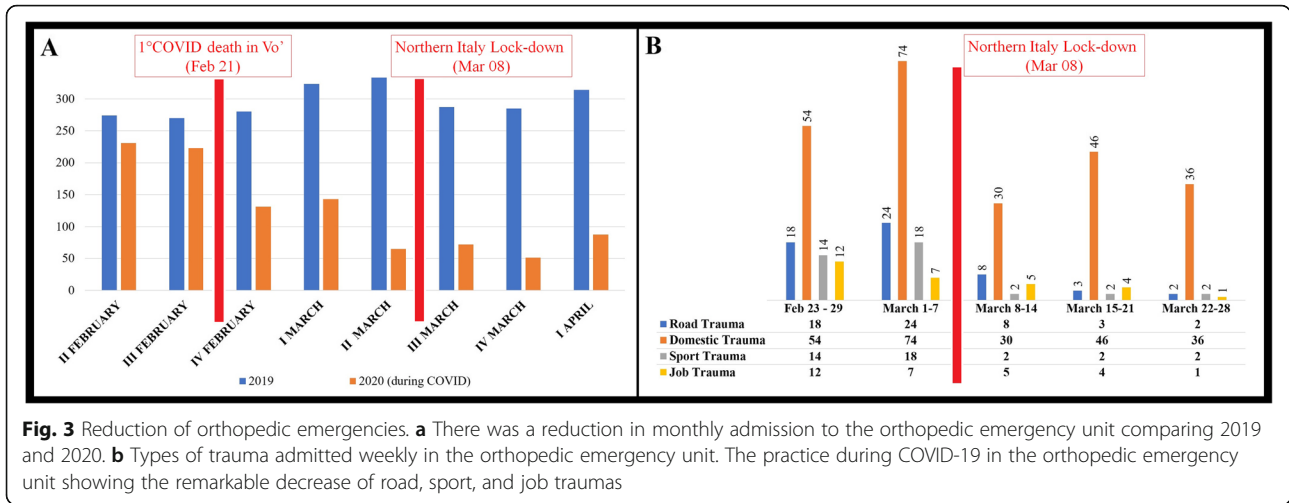 A
1°COVID death in Vo’
(Feb 21)
Northern Italy Lock-down
(Mar 08)
300
250
200
150
100
50
0
II FEBRUARY
III FEBRUARY
IV FEBRUARY
I MARCH
II MARCH
III MARCH
IV MARCH
I APRIL
2019
2020 (during COVID)
B
Northern Italy Lock-down
(Mar 08)
18
54
14
12
24
74
18
7
8
30
2
5
3
46
2
4
2
36
2
1
Feb 23 - 29 March 1-7 March 8-14 March 15-21 March 22-28
Road Trauma 18 24 8 3 2
Domestic Trauma 54 74 30 46 36
Sport Trauma 14 18 2 2 2
Job Trauma 12 7 5 4 1
Fig. 3 Reduction of orthopedic emergencies. a There was a reduction in monthly admission to the orthopedic emergency unit comparing 2019
and 2020. b Types of trauma admitted weekly in the orthopedic emergency unit. The practice during COVID-19 in the orthopedic emergency
unit showing the remarkable decrease of road, sport, and job traumas